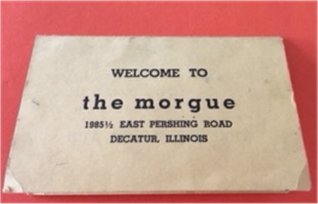 WELCOME TO
the morgue
1985½ EAST PERSHING ROAD
DECATUR, ILLINOIS